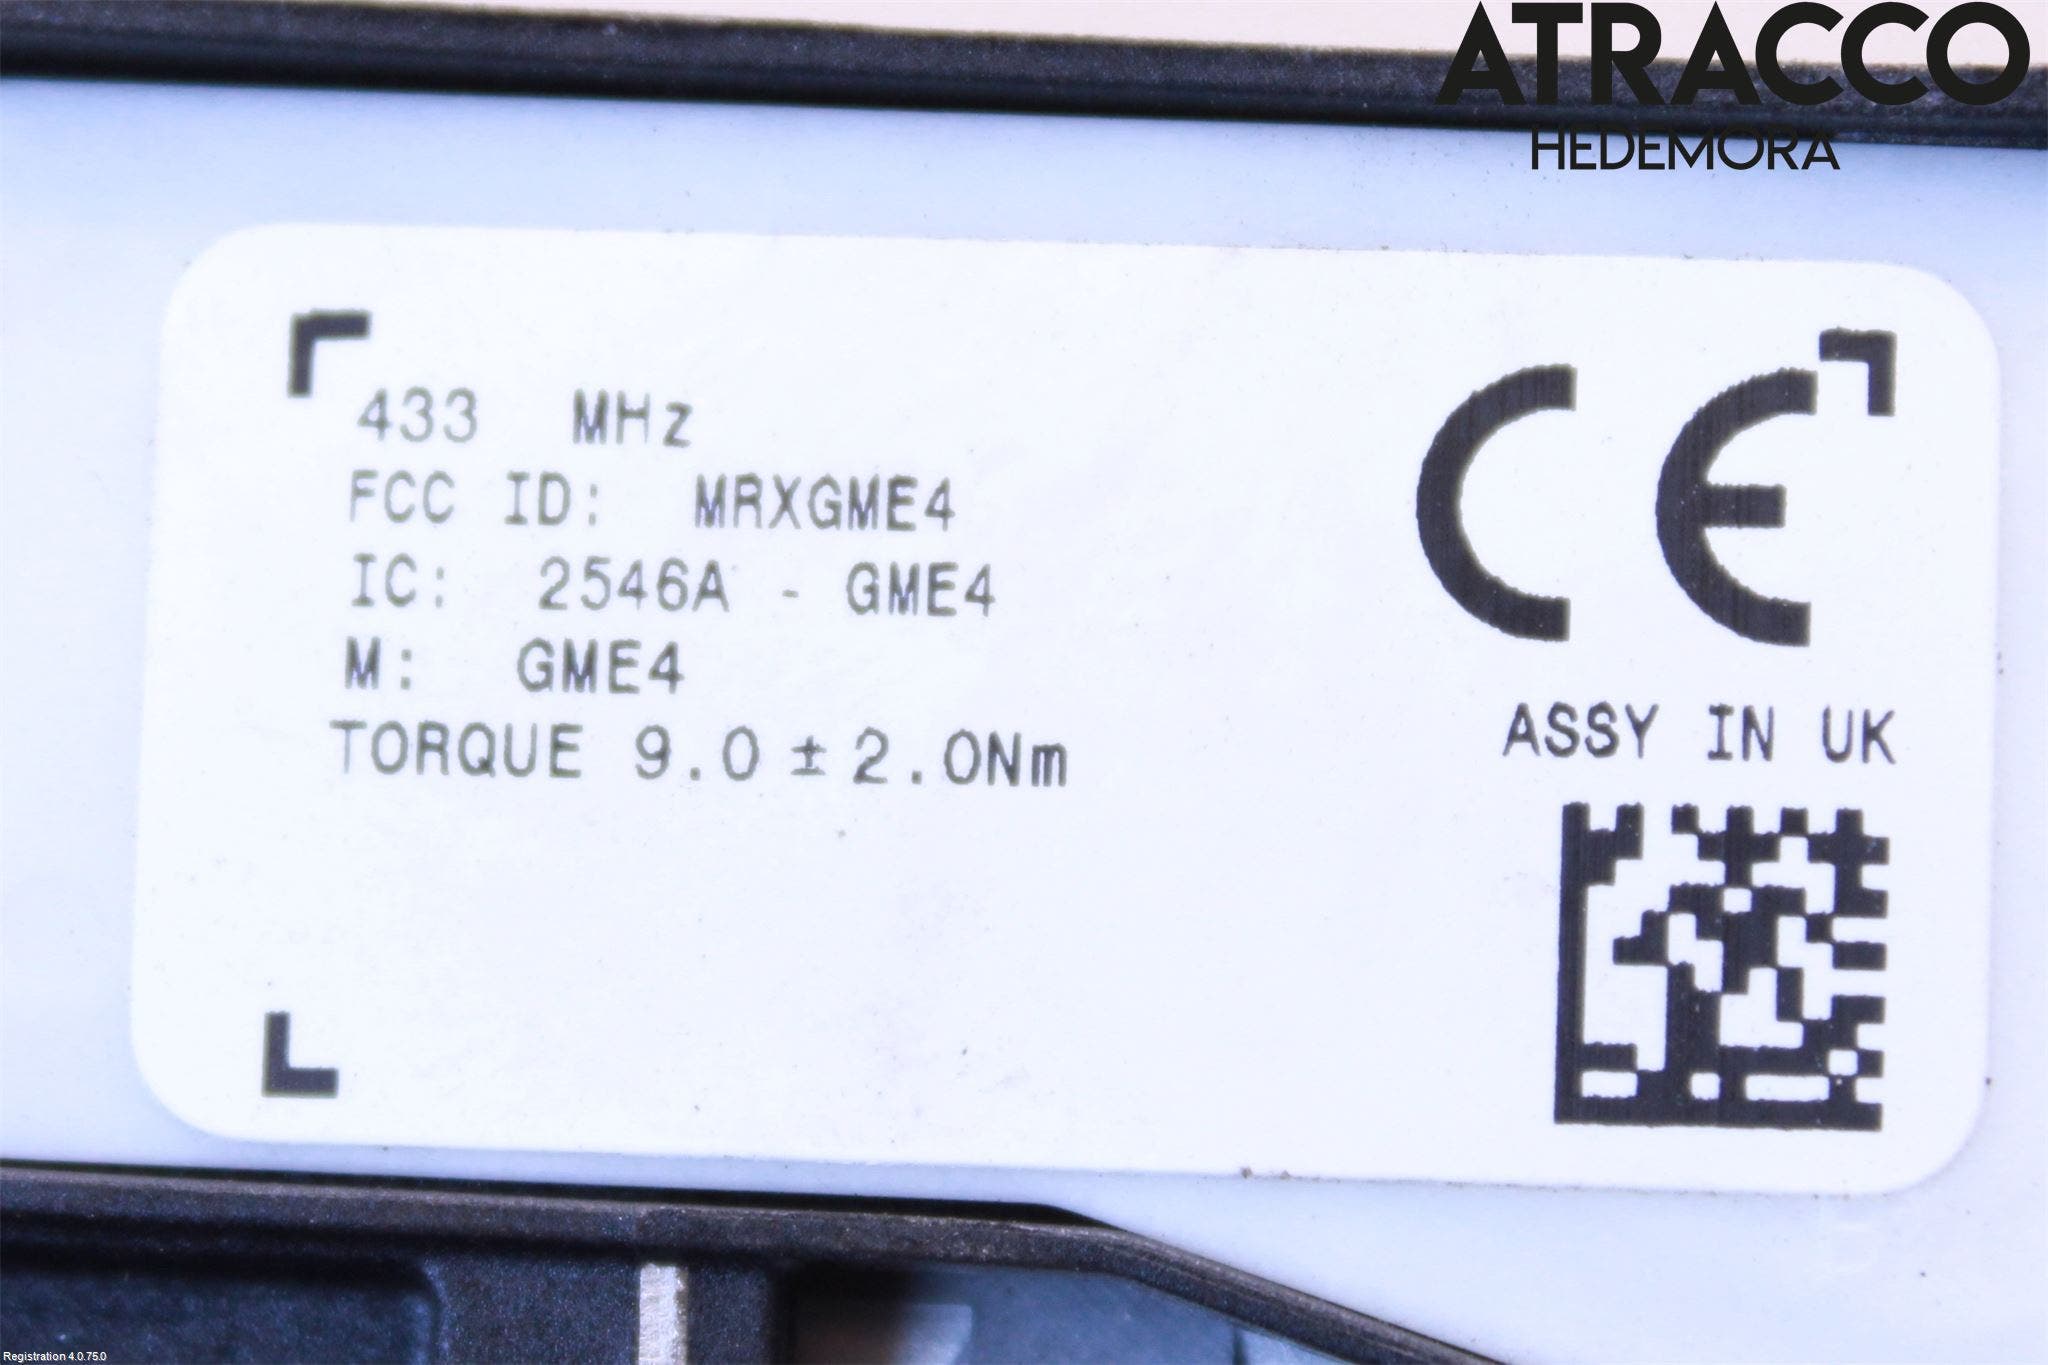 ATRACCO
HEDEMORA
433 MHz
FCC ID: MRXGME4
IC: 2546A - GME4
M: GME4
TORQUE 9.0 ± 2.0Nm
CE
ASSY IN UK
Registration 4.0.75.0